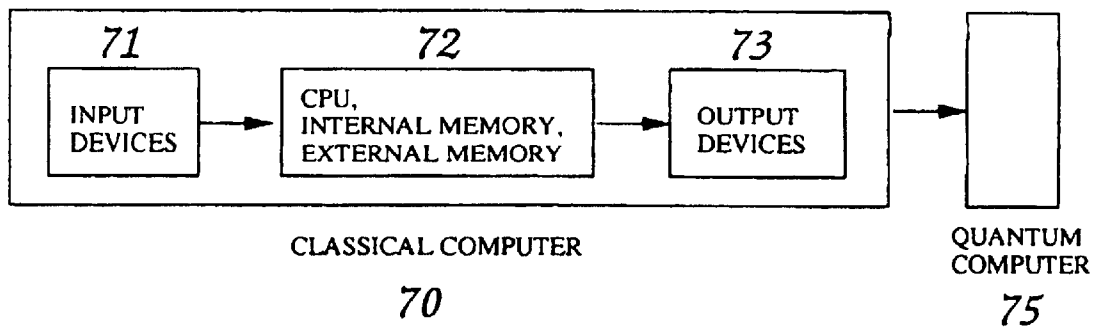 71
72
73
INPUT
DEVICES
CPU,
INTERNAL MEMORY,
EXTERNAL MEMORY
OUTPUT
DEVICES
CLASSICAL COMPUTER
70
QUANTUM
COMPUTER
75